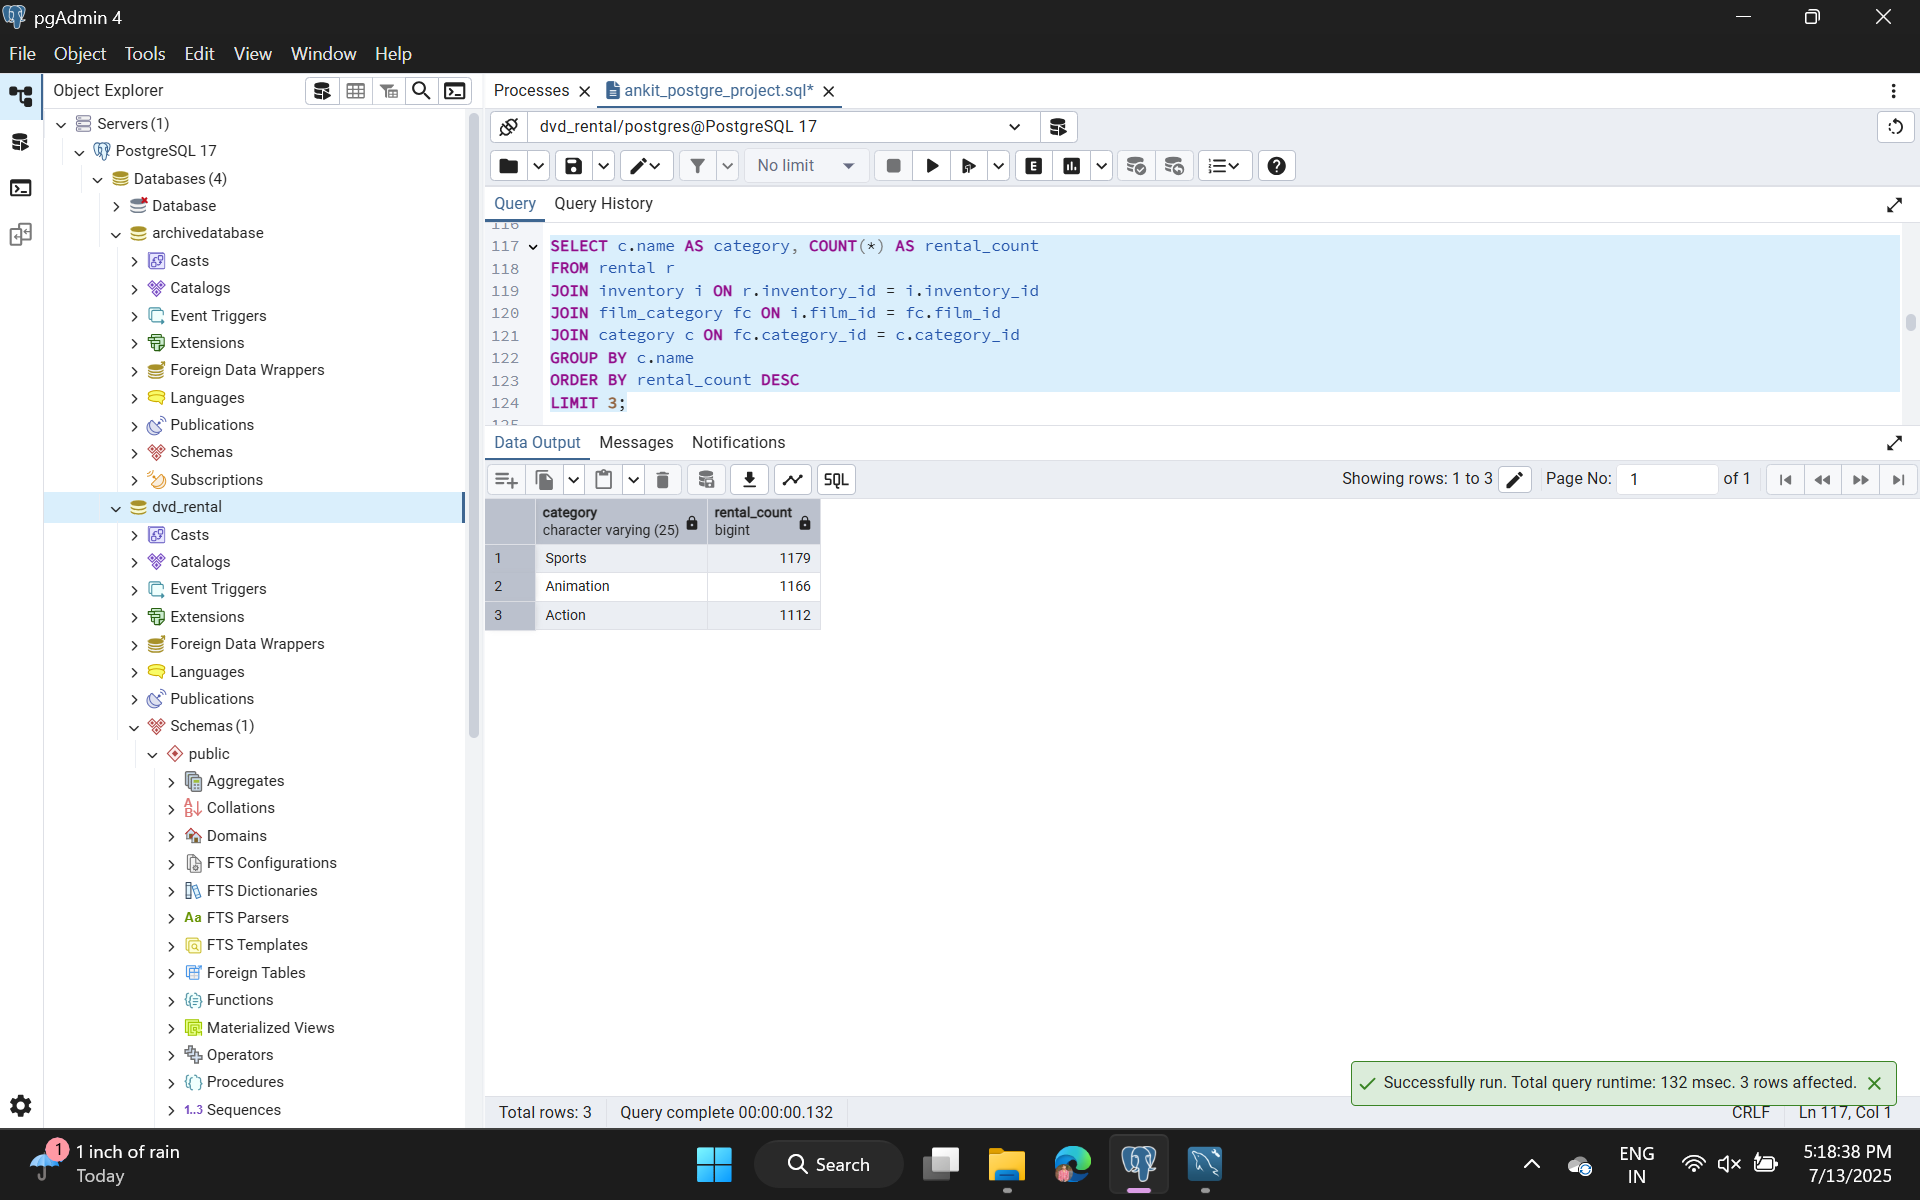 pgAdmin 4
File Object Tools Edit View Window Help
Object Explorer
Servers (1)
PostgreSQL 17
Databases (4)
Database
archivedatabase
Casts
Catalogs
Event Triggers
Extensions
Foreign Data Wrappers
Languages
Publications
Schemas
Subscriptions
dvd_rental
Casts
Catalogs
Event Triggers
Extensions
Foreign Data Wrappers
Languages
Publications
Schemas (1)
public
Aggregates
Collations
Domains
FTS Configurations
FTS Dictionaries
Aa FTS Parsers
FTS Templates
Foreign Tables
Functions
Materialized Views
Operators
Procedures
1..3 Sequences
Processes ankit_postgre_project.sql*
dvd_rental/postgres@PostgreSQL 17
No limit E
Query Query History
116
117 SELECT c.name AS category, COUNT(*) AS rental_count
118 FROM rental r
119 JOIN inventory i ON r.inventory_id = i.inventory_id
120 JOIN film_category fc ON i.film_id = fc.film_id
121 JOIN category c ON fc.category_id = c.category_id
122 GROUP BY c.name
123 ORDER BY rental_count DESC
124 LIMIT 3;
125
Data Output Messages Notifications
SQL Showing rows: 1 to 3 Page No: 1 of 1
category rental_count
character varying (25) bigint
1 Sports 1179
2 Animation 1166
3 Action 1112
Successfully run. Total query runtime: 132 msec. 3 rows affected.
Total rows: 3 Query complete 00:00:00.132 CRLF Ln 117, Col 1
1 1 inch of rain
Today
Search
ENG
IN
5:18:38 PM
7/13/2025